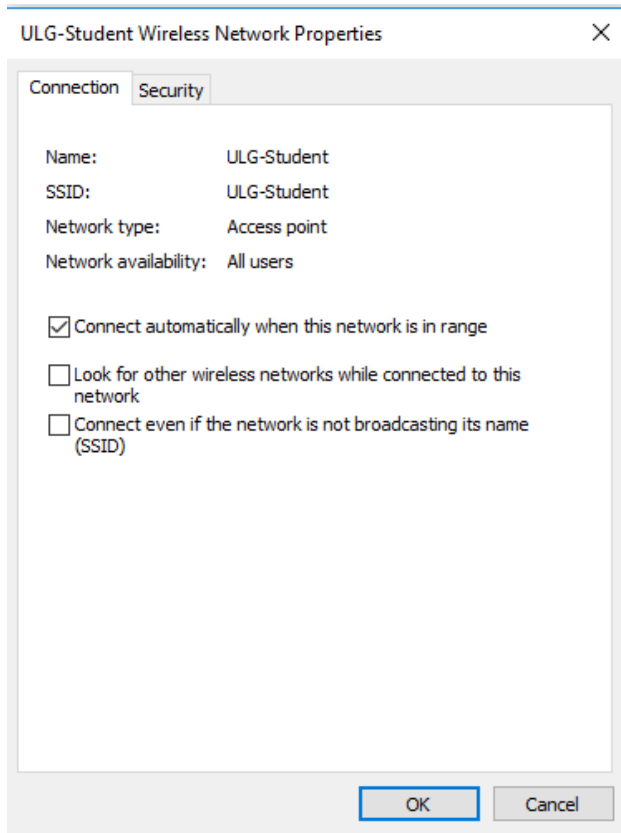 ULG-Student Wireless Network Properties
Connection Security
Name: ULG-Student
SSID: ULG-Student
Network type: Access point
Network availability: All users
Connect automatically when this network is in range
Look for other wireless networks while connected to this
network
Connect even if the network is not broadcasting its name
(SSID)
OK Cancel